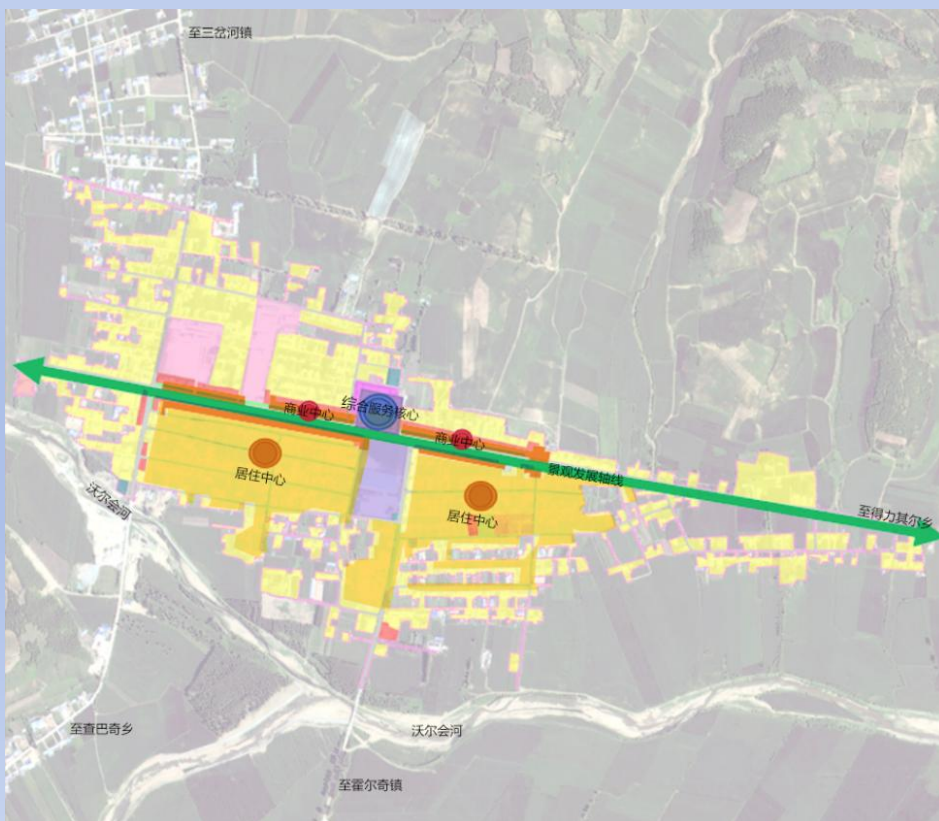 至三岔河镇
商业中心
综合服务核心
商业中心
居住中心
景观发展轴线
沃尔会河
居住中心
至得力其尔乡
至查巴奇乡
沃尔会河
至霍尔奇镇